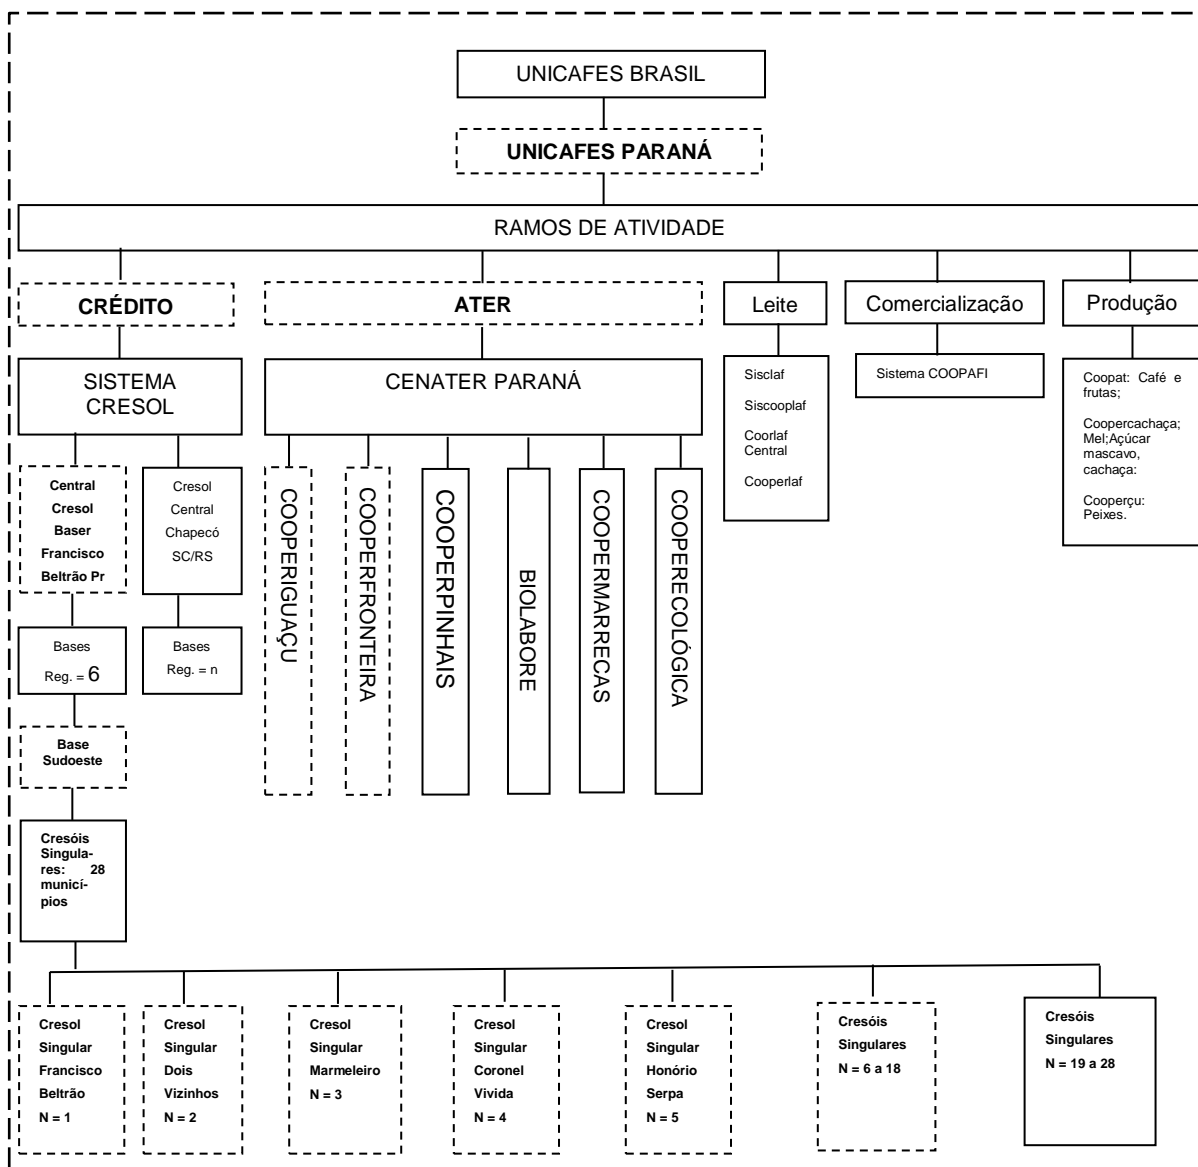 UNICAFES BRASIL
UNICAFES PARANÁ
RAMOS DE ATIVIDADE
CRÉDITO
ATER
Leite
Comercialização
Produção
SISTEMA
CRESOL
CENATER PARANÁ
Sisclaf
Siscooplaf
Coorlaf
Central
Cooperlaf
Sistema COOPAFI
Coopat: Café e
frutas;
Coopercachaça;
Mel;Açúcar
mascavo,
cachaça:
Cooperçu:
Peixes.
Central
Cresol
Baser
Francisco
Beltrão Pr
Cresol
Central
Chapecó
SC/RS
COOPERIGUAÇU
COOPERFRONTEIRA
COOPERPINHAIS
BIOLABORE
COOPERMARRECAS
COOPERECOLÓGICA
Bases
Reg. = 6
Bases
Reg. = n
Base
Sudoeste
Cresóis
Singula-
res: 28
municí-
pios
Cresol
Singular
Francisco
Beltrão
N = 1
Cresol
Singular
Dois
Vizinhos
N = 2
Cresol
Singular
Marmeleiro
N = 3
Cresol
Singular
Coronel
Vivida
N = 4
Cresol
Singular
Honório
Serpa
N = 5
Cresóis
Singulares
N = 6 a 18
Cresóis
Singulares
N = 19 a 28